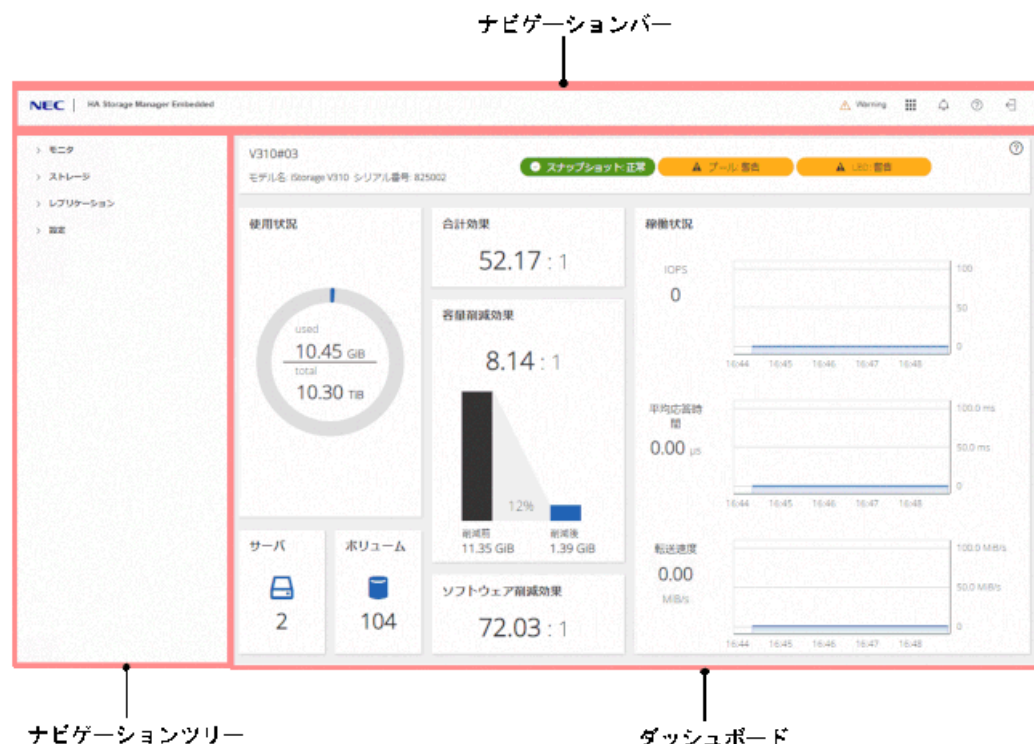 ナビゲーションバー
NEC HA Storage Manager Embedded
Warning
モニタ
ストレージ
レプリケーション
設定
V310#03
モデル名: iStorage V310 シリアル番号: 825002
スナップショット: 正常
プール: 警告
LED: 警告
使用状況
used
10.45 GiB
total
10.30 TiB
サーバ
2
ボリューム
104
合計効果
52.17 : 1
容量削減効果
8.14 : 1
12%
削減前
11.35 GiB
削減後
1.39 GiB
ソフトウェア削減効果
72.03 : 1
稼働状況
IOPS
0
100
50
0
16:44 16:45 16:46 16:47 16:48
平均応答時
間
0.00 μs
100.0 ms
50.0 ms
0
16:44 16:45 16:46 16:47 16:48
転送速度
0.00
MiB/s
100.0 MiB/s
50.0 MiB/s
0
16:44 16:45 16:46 16:47 16:48
ナビゲーションツリー
ダッシュボード